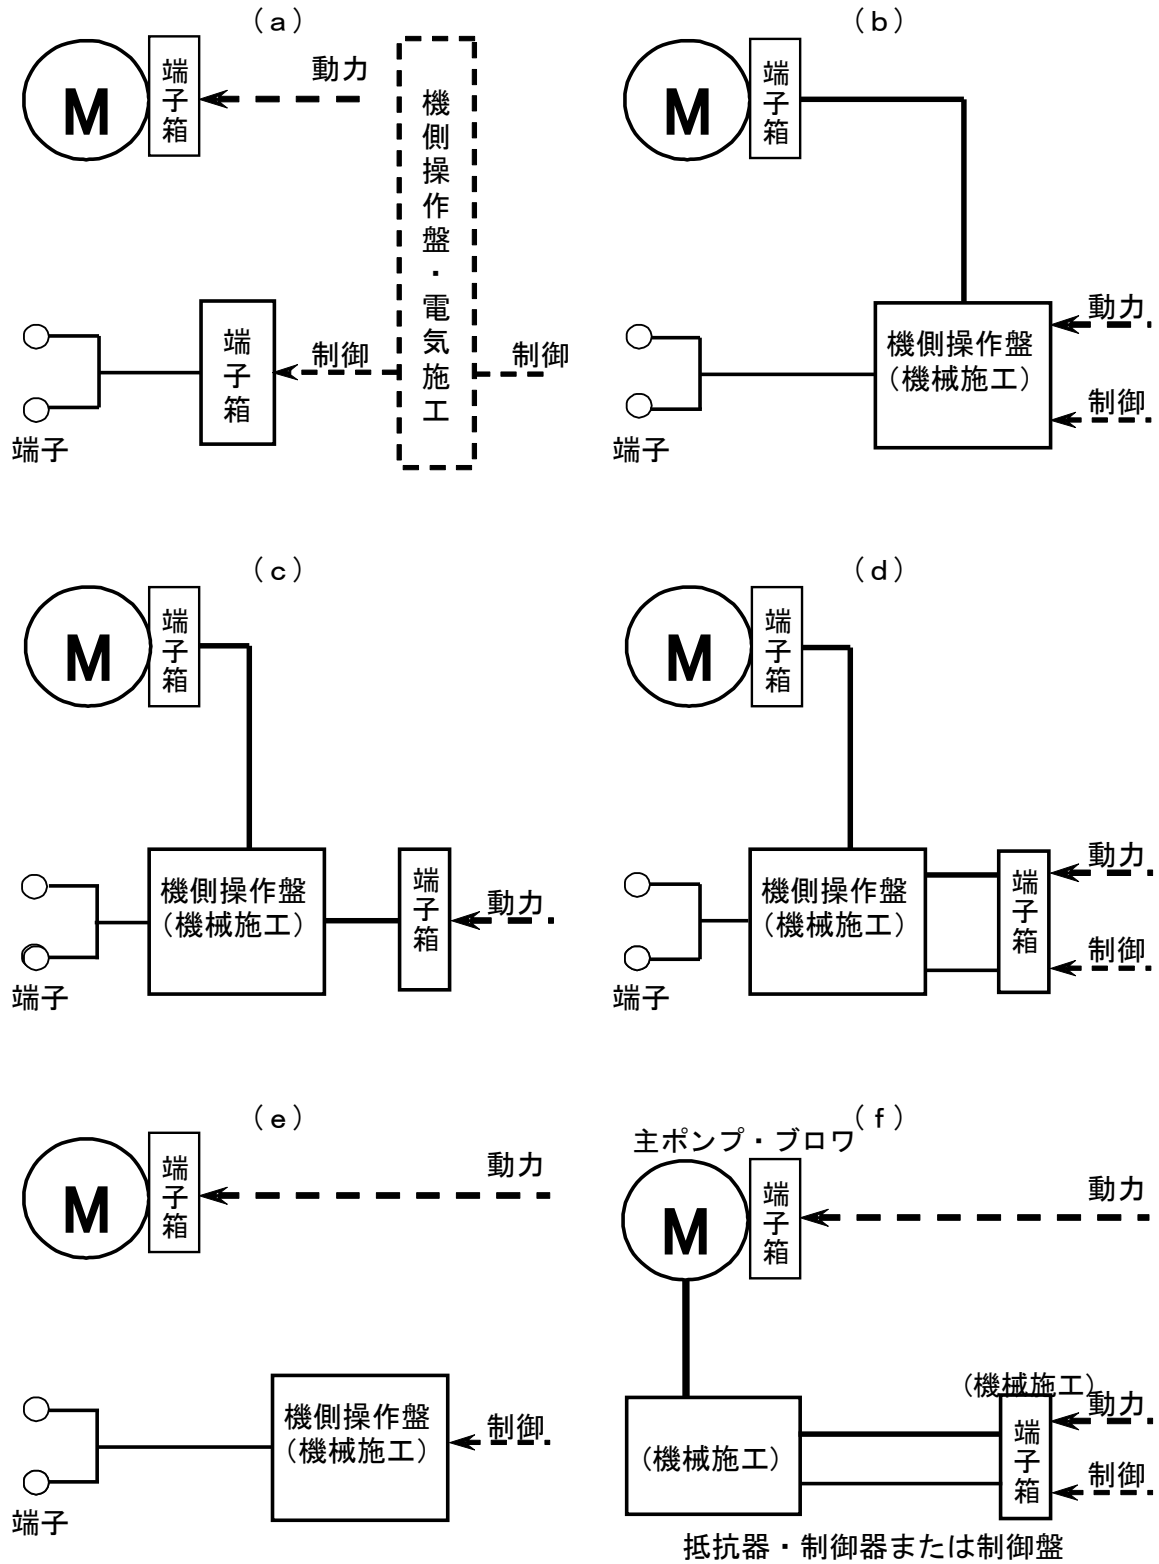 (a)
M
端子箱
動力
機側操作盤・電気施工
端子箱
制御
制御
端子
(b)
M
端子箱
機側操作盤
(機械施工)
動力
制御
端子
(c)
M
端子箱
機側操作盤
(機械施工)
端子箱
動力
端子
(d)
M
端子箱
機側操作盤
(機械施工)
端子箱
動力
制御
端子
(e)
M
端子箱
動力
機側操作盤
(機械施工)
制御
端子
(f)
主ポンプ・ブロワ
M
端子箱
動力
(機械施工)
(機械施工)
端子箱
動力
制御
抵抗器・制御器または制御盤